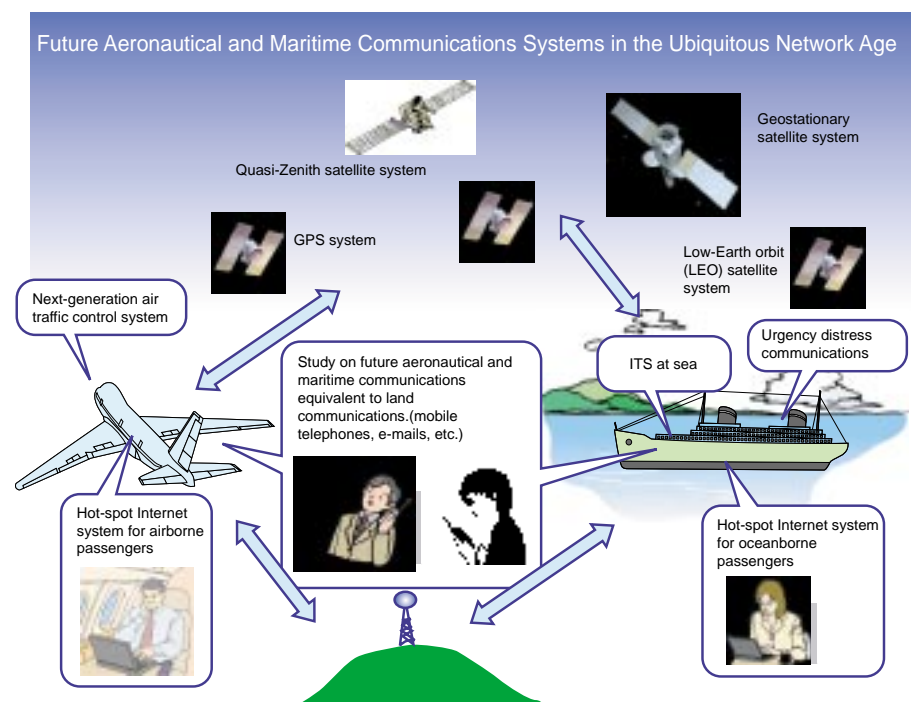 Future Aeronautical and Maritime Communications Systems in the Ubiquitous Network Age
Geostationary
satellite system
Quasi-Zenith satellite system
GPS system
Low-Earth orbit
(LEO) satellite
system
Next-generation air
traffic control system
Urgency distress
communications
ITS at sea
Study on future aeronautical and
maritime communications
equivalent to land
communications.(mobile
telephones, e-mails, etc.)
Hot-spot Internet
system for airborne
passengers
Hot-spot Internet system
for oceanborne
passengers